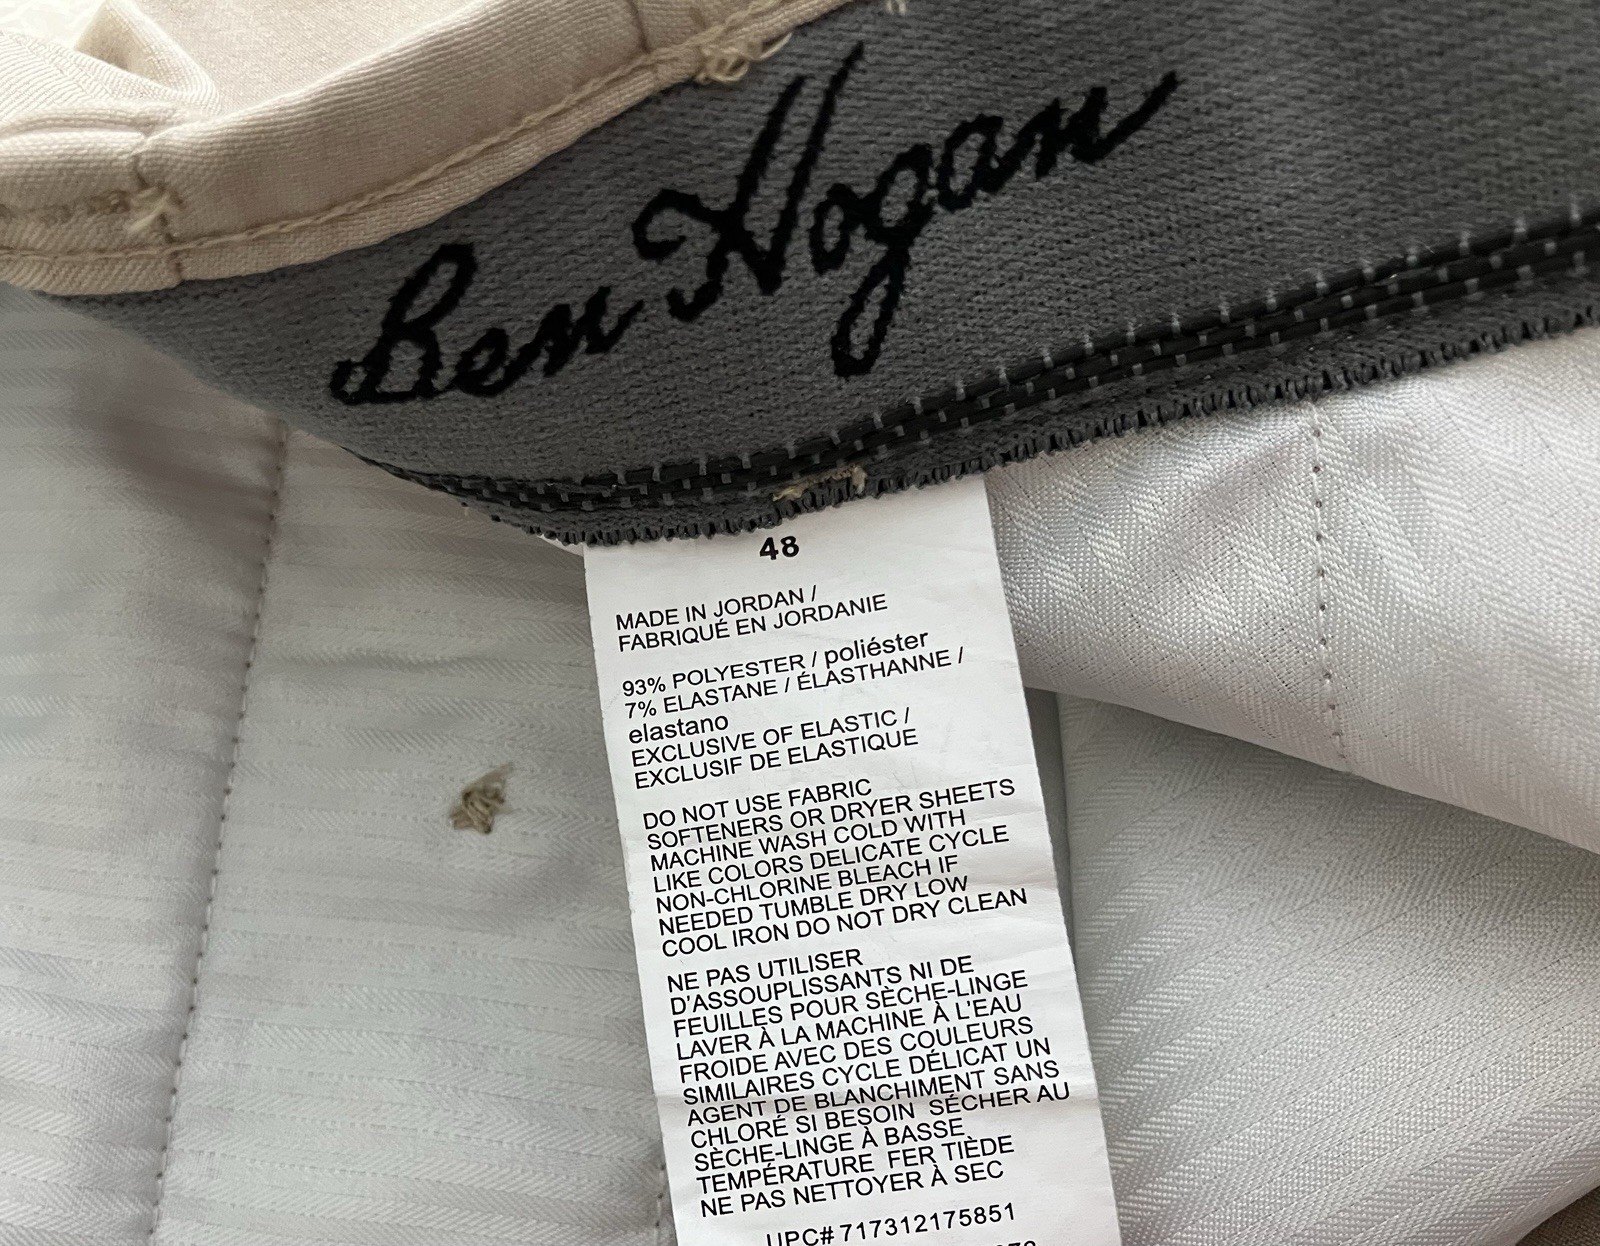 Ben Hogan
48
MADE IN JORDAN /
FABRIQUÉ EN JORDANIE
93% POLYESTER / poliéster
7% ELASTANE / ÉLASTHANNE /
elastano
EXCLUSIVE OF ELASTIC /
EXCLUSIF DE ELASTIQUE
DO NOT USE FABRIC
SOFTENERS OR DRYER SHEETS
MACHINE WASH COLD WITH
LIKE COLORS DELICATE CYCLE
NON-CHLORINE BLEACH IF
NEEDED TUMBLE DRY LOW
COOL IRON DO NOT DRY CLEAN
NE PAS UTILISER
D'ASSOUPLISSANTS NI DE
FEUILLES POUR SÈCHE-LINGE
LAVER À LA MACHINE À L'EAU
FROIDE AVEC DES COULEURS
SIMILAIRES CYCLE DÉLICAT UN
AGENT DE BLANCHIMENT SANS
CHLORÉ SI BESOIN SÉCHER AU
SÈCHE-LINGE À BASSE
TEMPÉRATURE FER TIÈDE
NE PAS NETTOYER À SEC
UPC# 717312175851